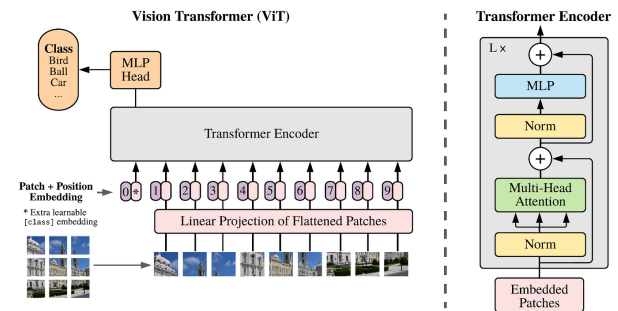 Vision Transformer (ViT)
Class
Bird
Ball
Car
...
MLP
Head
Transformer Encoder
Patch + Position
Embedding
* Extra learnable
[class] embedding
0 * 1 2 3 4 5 6 7 8 9
Linear Projection of Flattened Patches
Transformer Encoder
L x
+
MLP
Norm
+
Multi-Head
Attention
Norm
Embedded
Patches